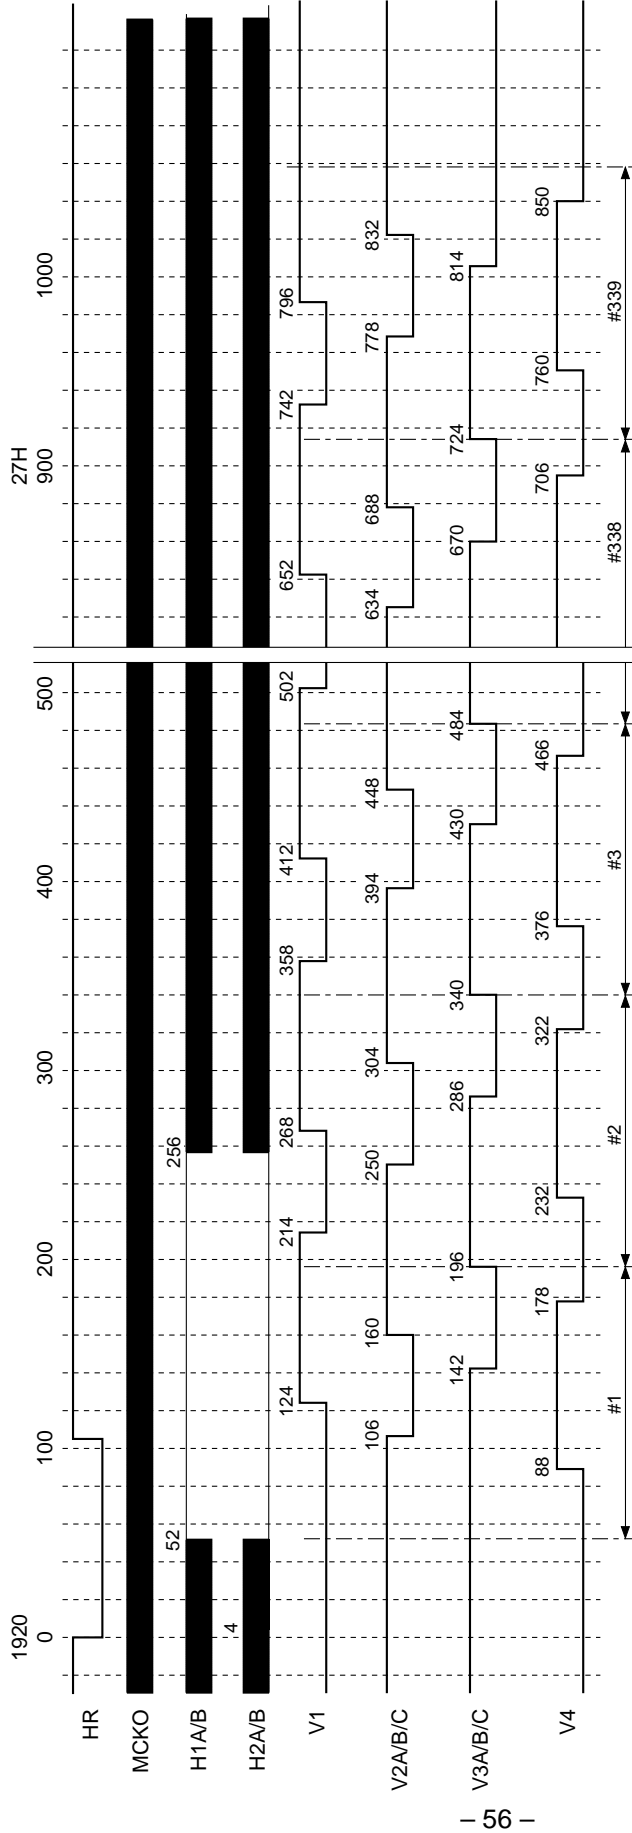 27H
1920
0 100 200 300 400 500 900 1000
HR
MCKO
H1A/B 52 256
H2A/B 4
V1 124 214 268 358 412 502 652 742 796
V2A/B/C 106 160 250 304 394 448 634 688 778 832
V3A/B/C 142 196 286 340 430 484 670 724 814
V4 88 178 232 322 376 466 706 760 850
#1 #2 #3 #338 #339
– 56 –